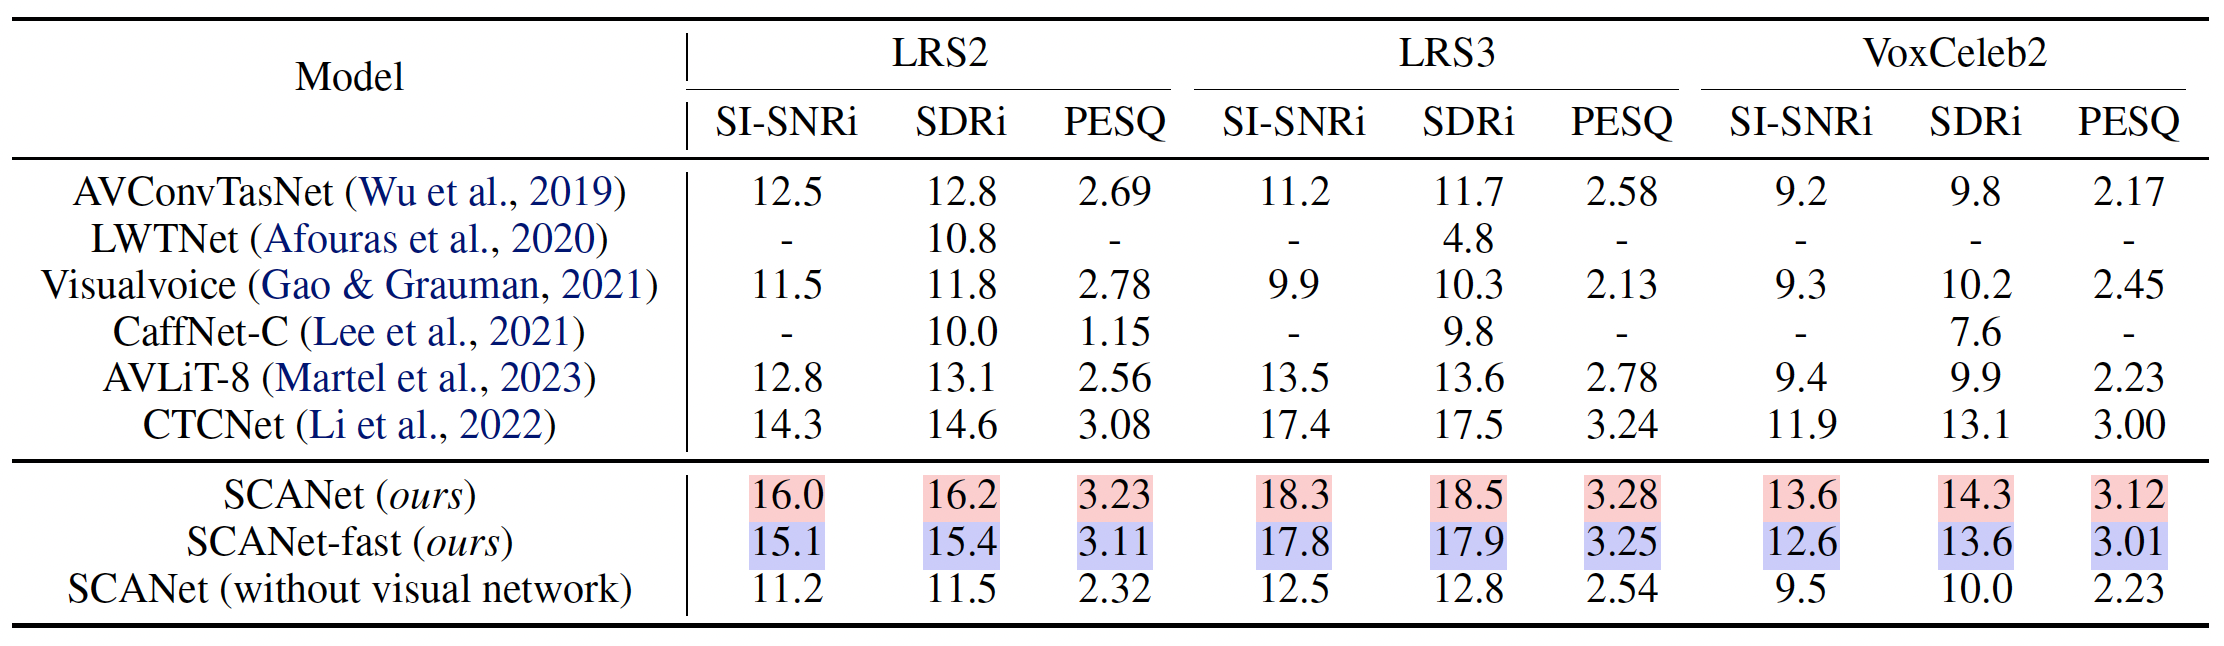 Model LRS2 LRS3 VoxCeleb2
SI-SNRi SDRi PESQ SI-SNRi SDRi PESQ SI-SNRi SDRi PESQ
AVConvTasNet (Wu et al., 2019) 12.5 12.8 2.69 11.2 11.7 2.58 9.2 9.8 2.17
LWTNet (Afouras et al., 2020) - 10.8 - - 4.8 - - - -
Visualvoice (Gao & Grauman, 2021) 11.5 11.8 2.78 9.9 10.3 2.13 9.3 10.2 2.45
CaffNet-C (Lee et al., 2021) - 10.0 1.15 - 9.8 - - 7.6 -
AVLiT-8 (Martel et al., 2023) 12.8 13.1 2.56 13.5 13.6 2.78 9.4 9.9 2.23
CTCNet (Li et al., 2022) 14.3 14.6 3.08 17.4 17.5 3.24 11.9 13.1 3.00
SCANet (ours) 16.0 16.2 3.23 18.3 18.5 3.28 13.6 14.3 3.12
SCANet-fast (ours) 15.1 15.4 3.11 17.8 17.9 3.25 12.6 13.6 3.01
SCANet (without visual network) 11.2 11.5 2.32 12.5 12.8 2.54 9.5 10.0 2.23